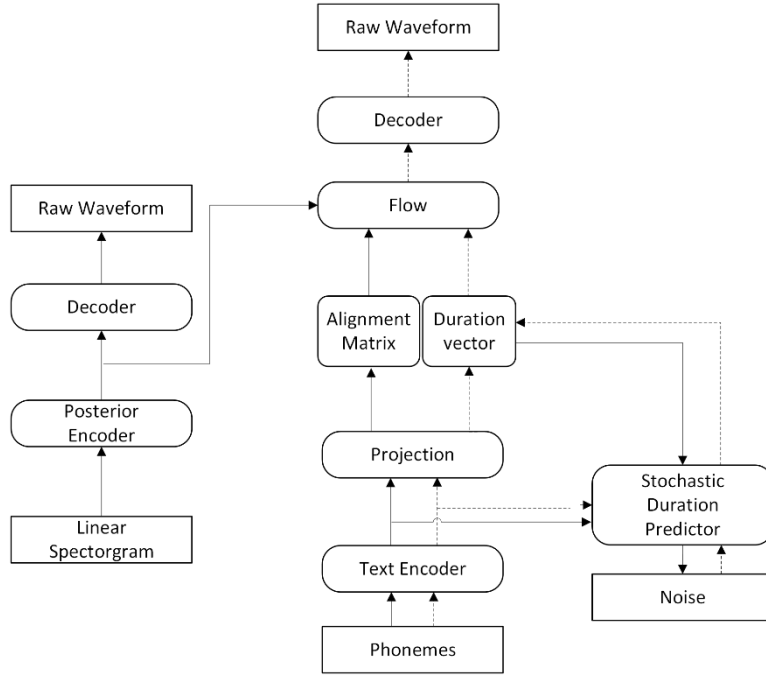 Raw Waveform
Decoder
Flow
Raw Waveform
Decoder
Posterior
Encoder
Linear
Spectorgram
Alignment
Matrix
Duration
vector
Projection
Stochastic
Duration
Predictor
Text Encoder
Noise
Phonemes